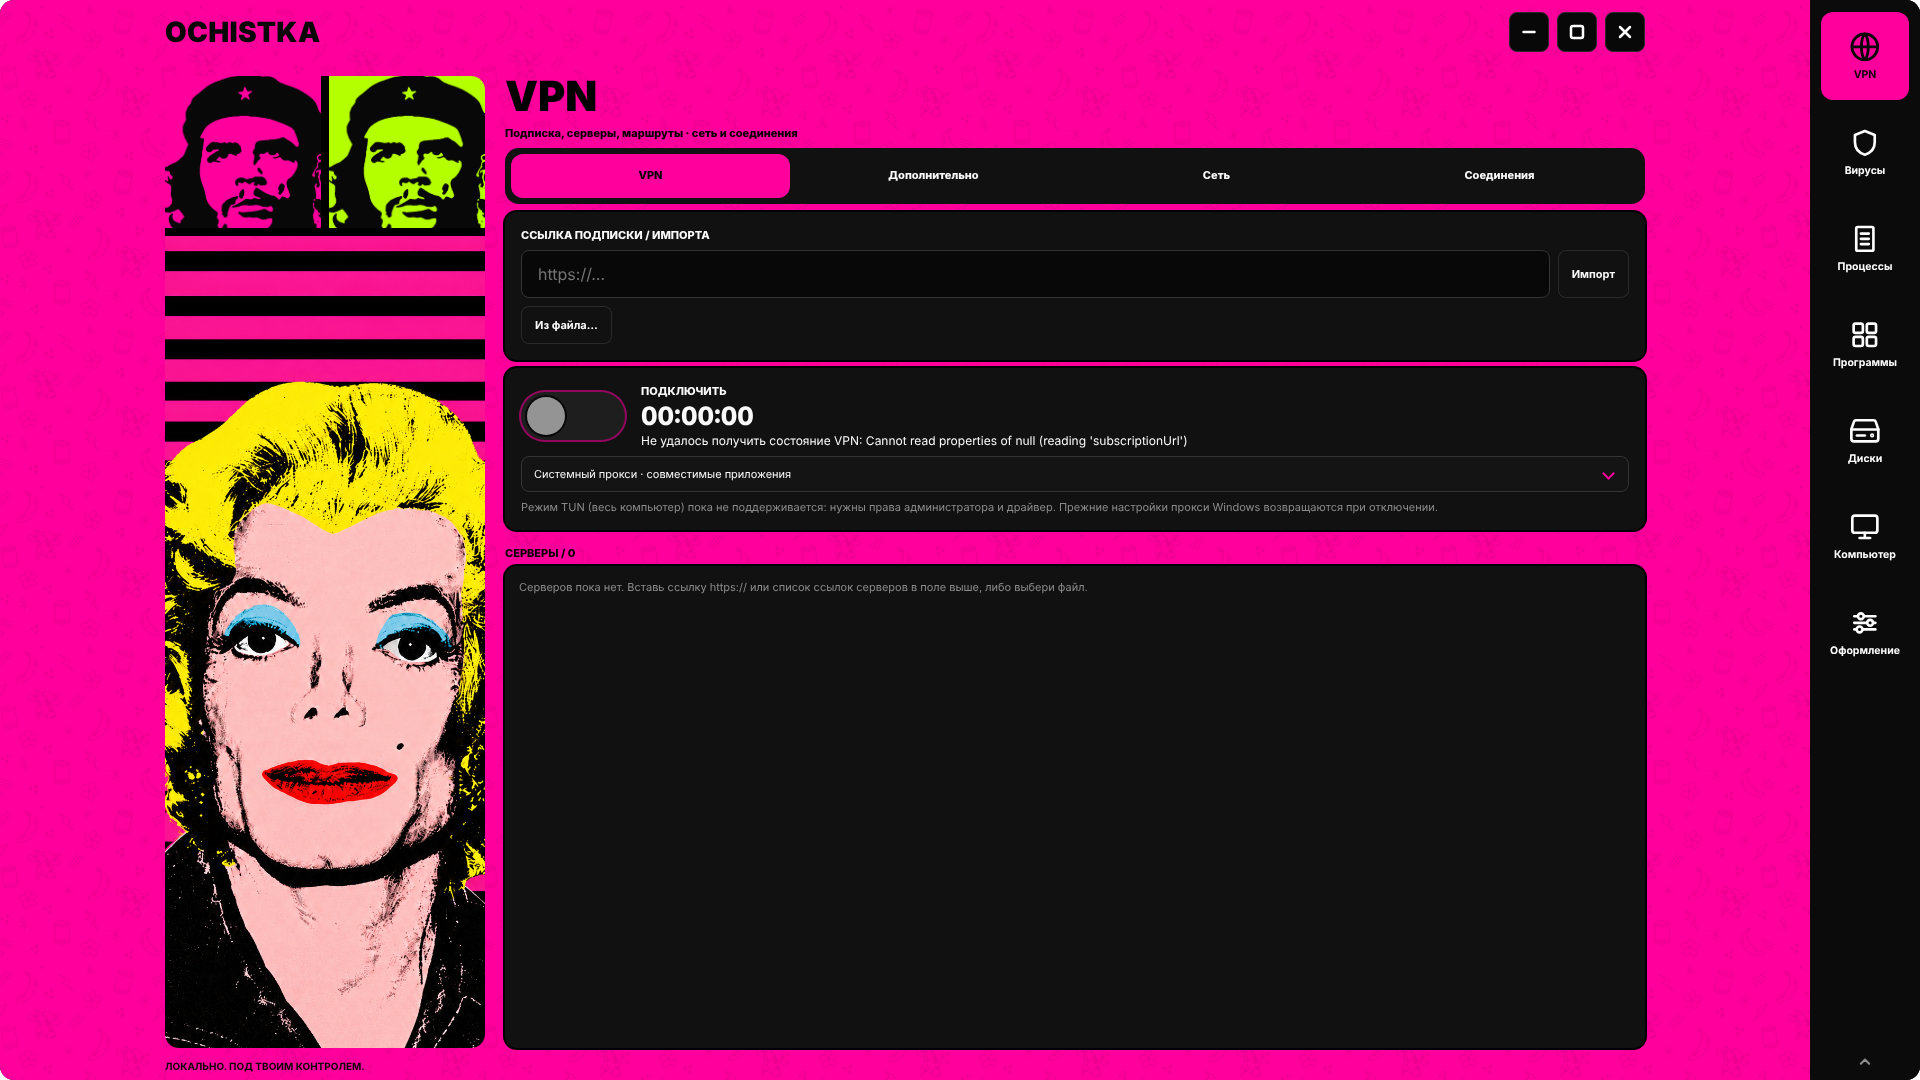 OCHISTKA
VPN
Подписка, серверы, маршруты · сеть и соединения
VPN
Дополнительно
Сеть
Соединения
ССЫЛКА ПОДПИСКИ / ИМПОРТА
https://...
Импорт
Из файла...
ПОДКЛЮЧИТЬ
00:00:00
Не удалось получить состояние VPN: Cannot read properties of null (reading 'subscriptionUrl')
Системный прокси · совместимые приложения
Режим TUN (весь компьютер) пока не поддерживается: нужны права администратора и драйвер. Прежние настройки прокси Windows возвращаются при отключении.
СЕРВЕРЫ / 0
Серверов пока нет. Вставь ссылку https:// или список ссылок серверов в поле выше, либо выбери файл.
ЛОКАЛЬНО. ПОД ТВОИМ КОНТРОЛЕМ.
VPN
Вирусы
Процессы
Программы
Диски
Компьютер
Оформление